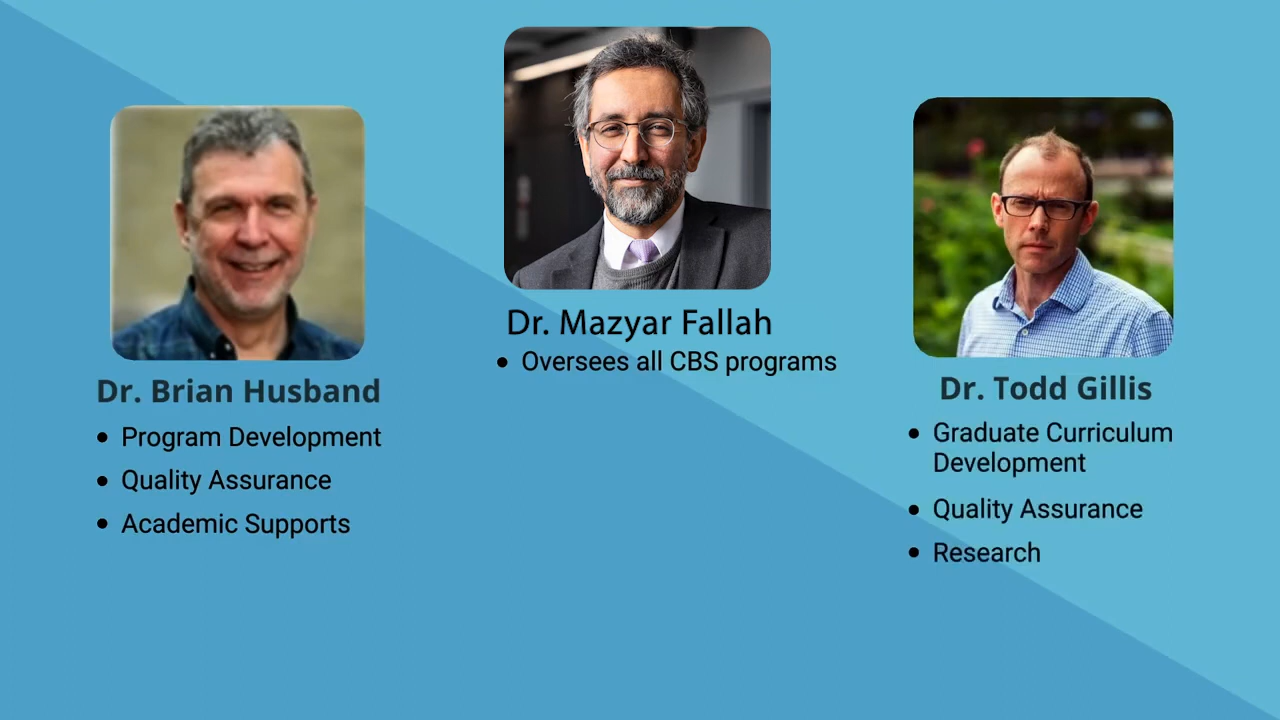 Dr. Mazyar Fallah
• Oversees all CBS programs
Dr. Brian Husband
• Program Development
• Quality Assurance
• Academic Supports
Dr. Todd Gillis
• Graduate Curriculum
Development
• Quality Assurance
• Research